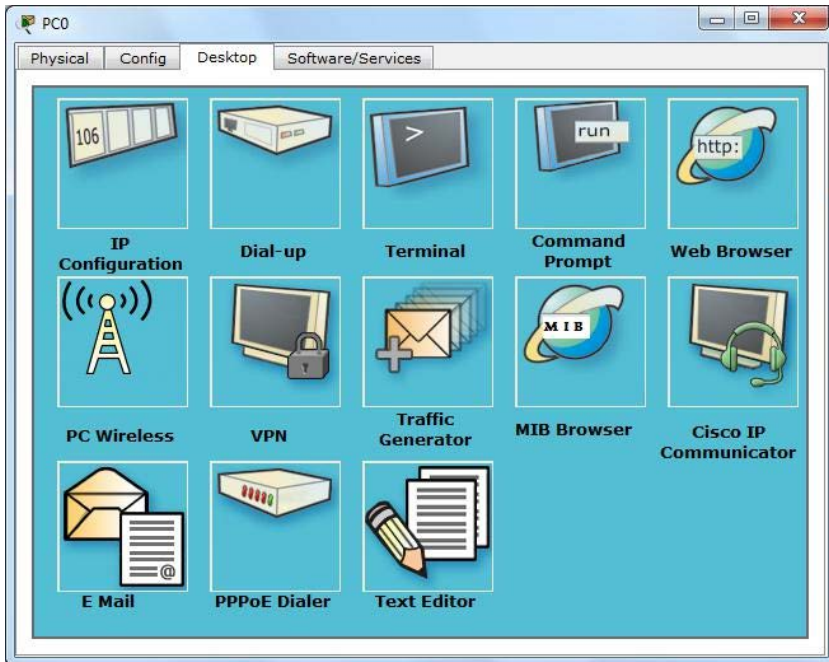 PC0
Physical
Config
Desktop
Software/Services
106
>
run
http:
IP
Configuration
Dial-up
Terminal
Command
Prompt
Web Browser
MIB
PC Wireless
VPN
Traffic
Generator
MIB Browser
Cisco IP
Communicator
@
E Mail
PPPoE Dialer
Text Editor